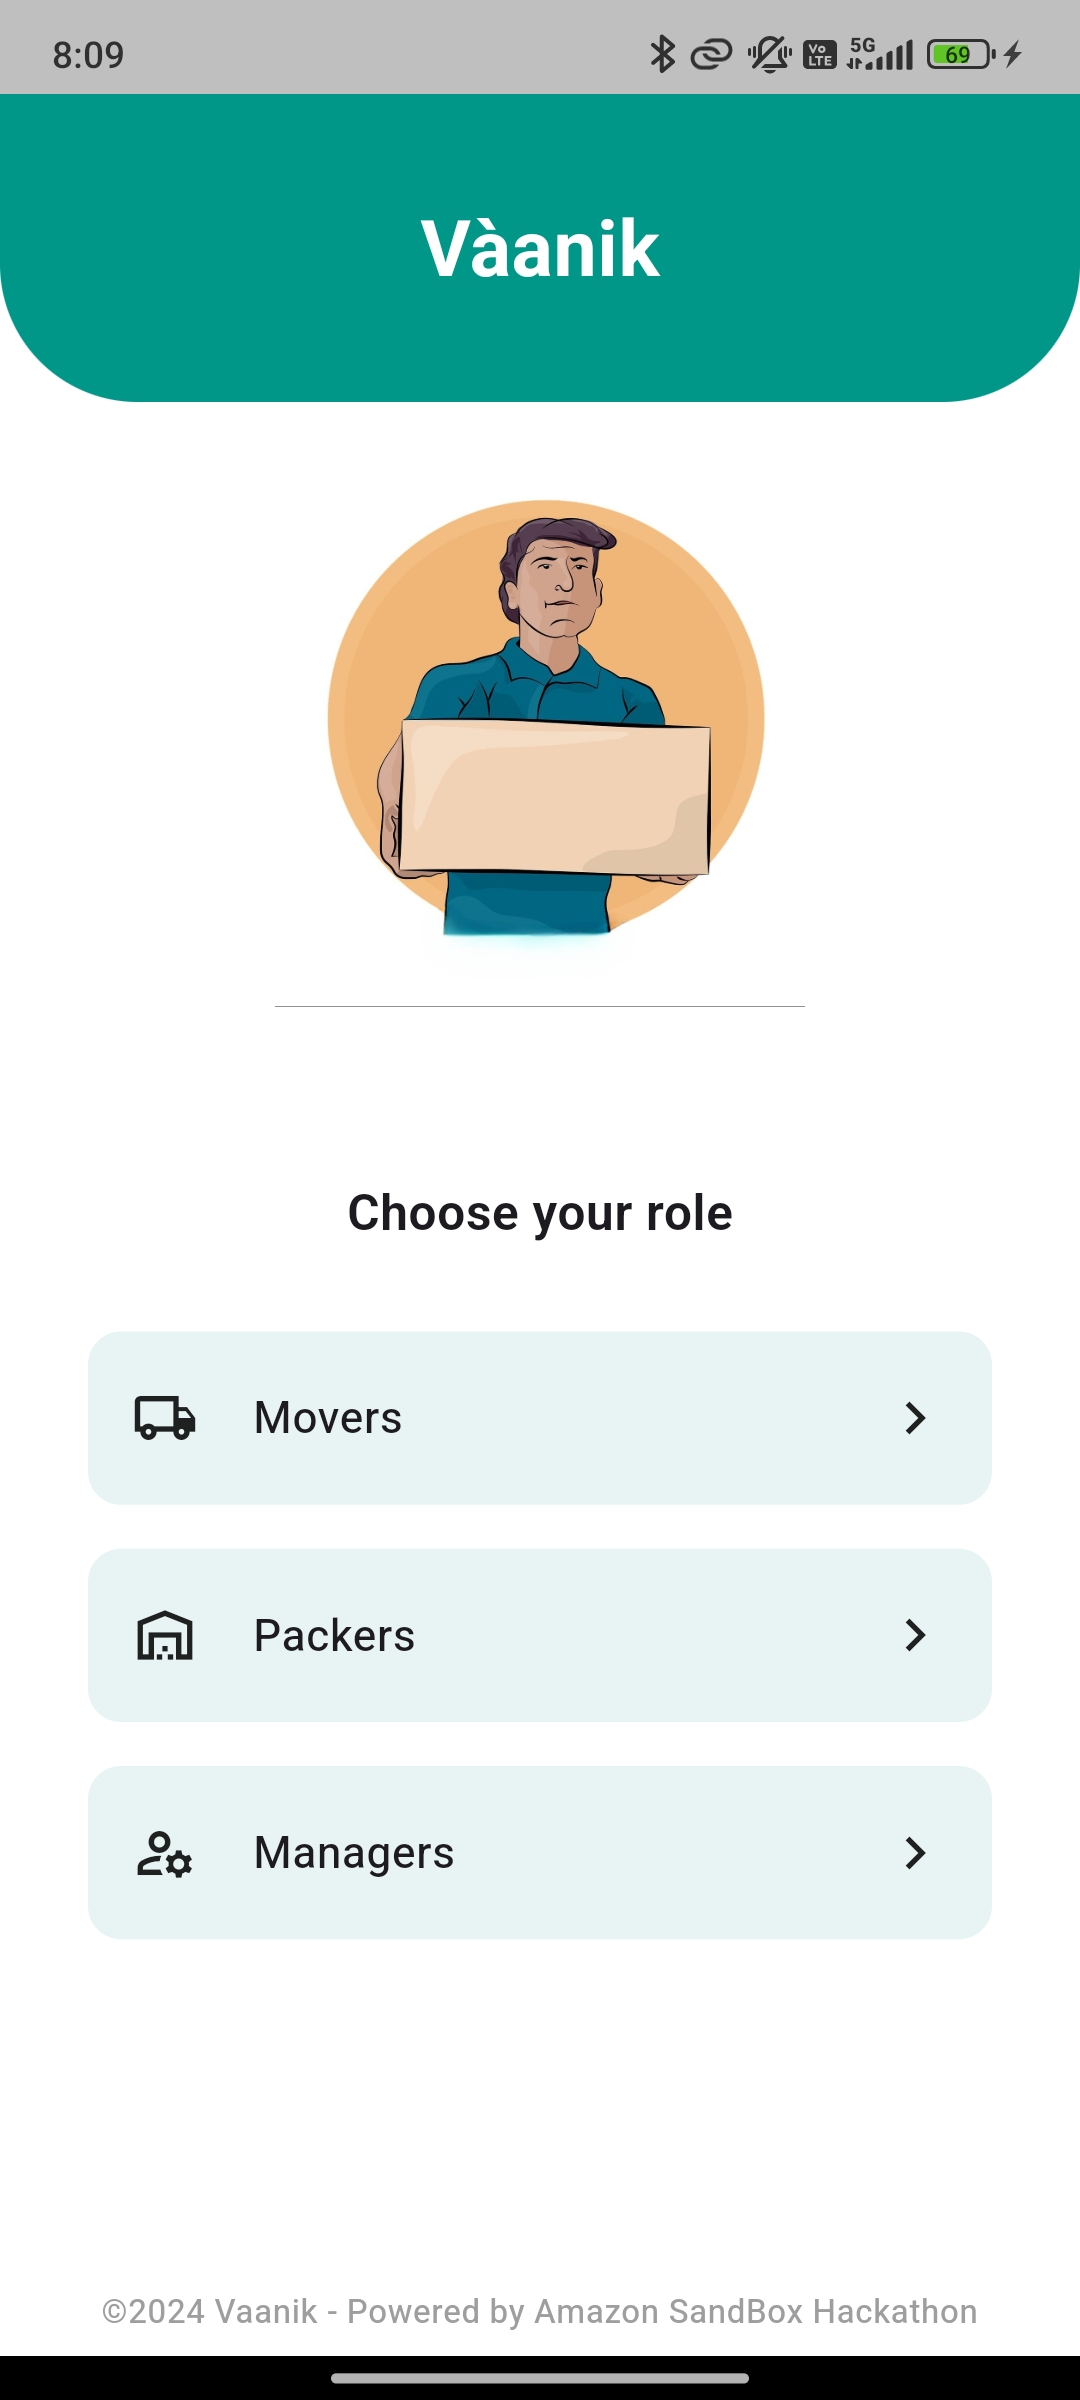 8:09
Vo
LTE
5G
69
Vàanik
Choose your role
Movers
Packers
Managers
©2024 Vaanik - Powered by Amazon SandBox Hackathon